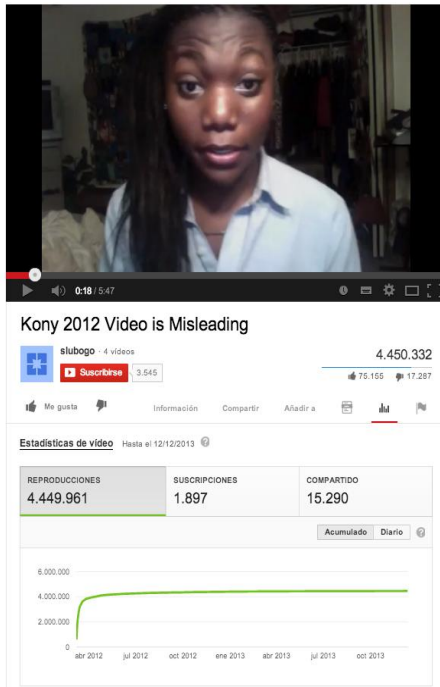 0:18 / 5:47
Kony 2012 Video is Misleading
slubogo · 4 vídeos
Suscribirse 3.545
4.450.332
75.155 17.287
Me gusta Información Compartir Añadir a
Estadísticas de vídeo Hasta el 12/12/2013 ?
REPRODUCCIONES SUSCRIPCIONES COMPARTIDO
4.449.961 1.897 15.290
Acumulado Diario ?
6.000.000
4.000.000
2.000.000
0
abr 2012 jul 2012 oct 2012 ene 2013 abr 2013 jul 2013 oct 2013